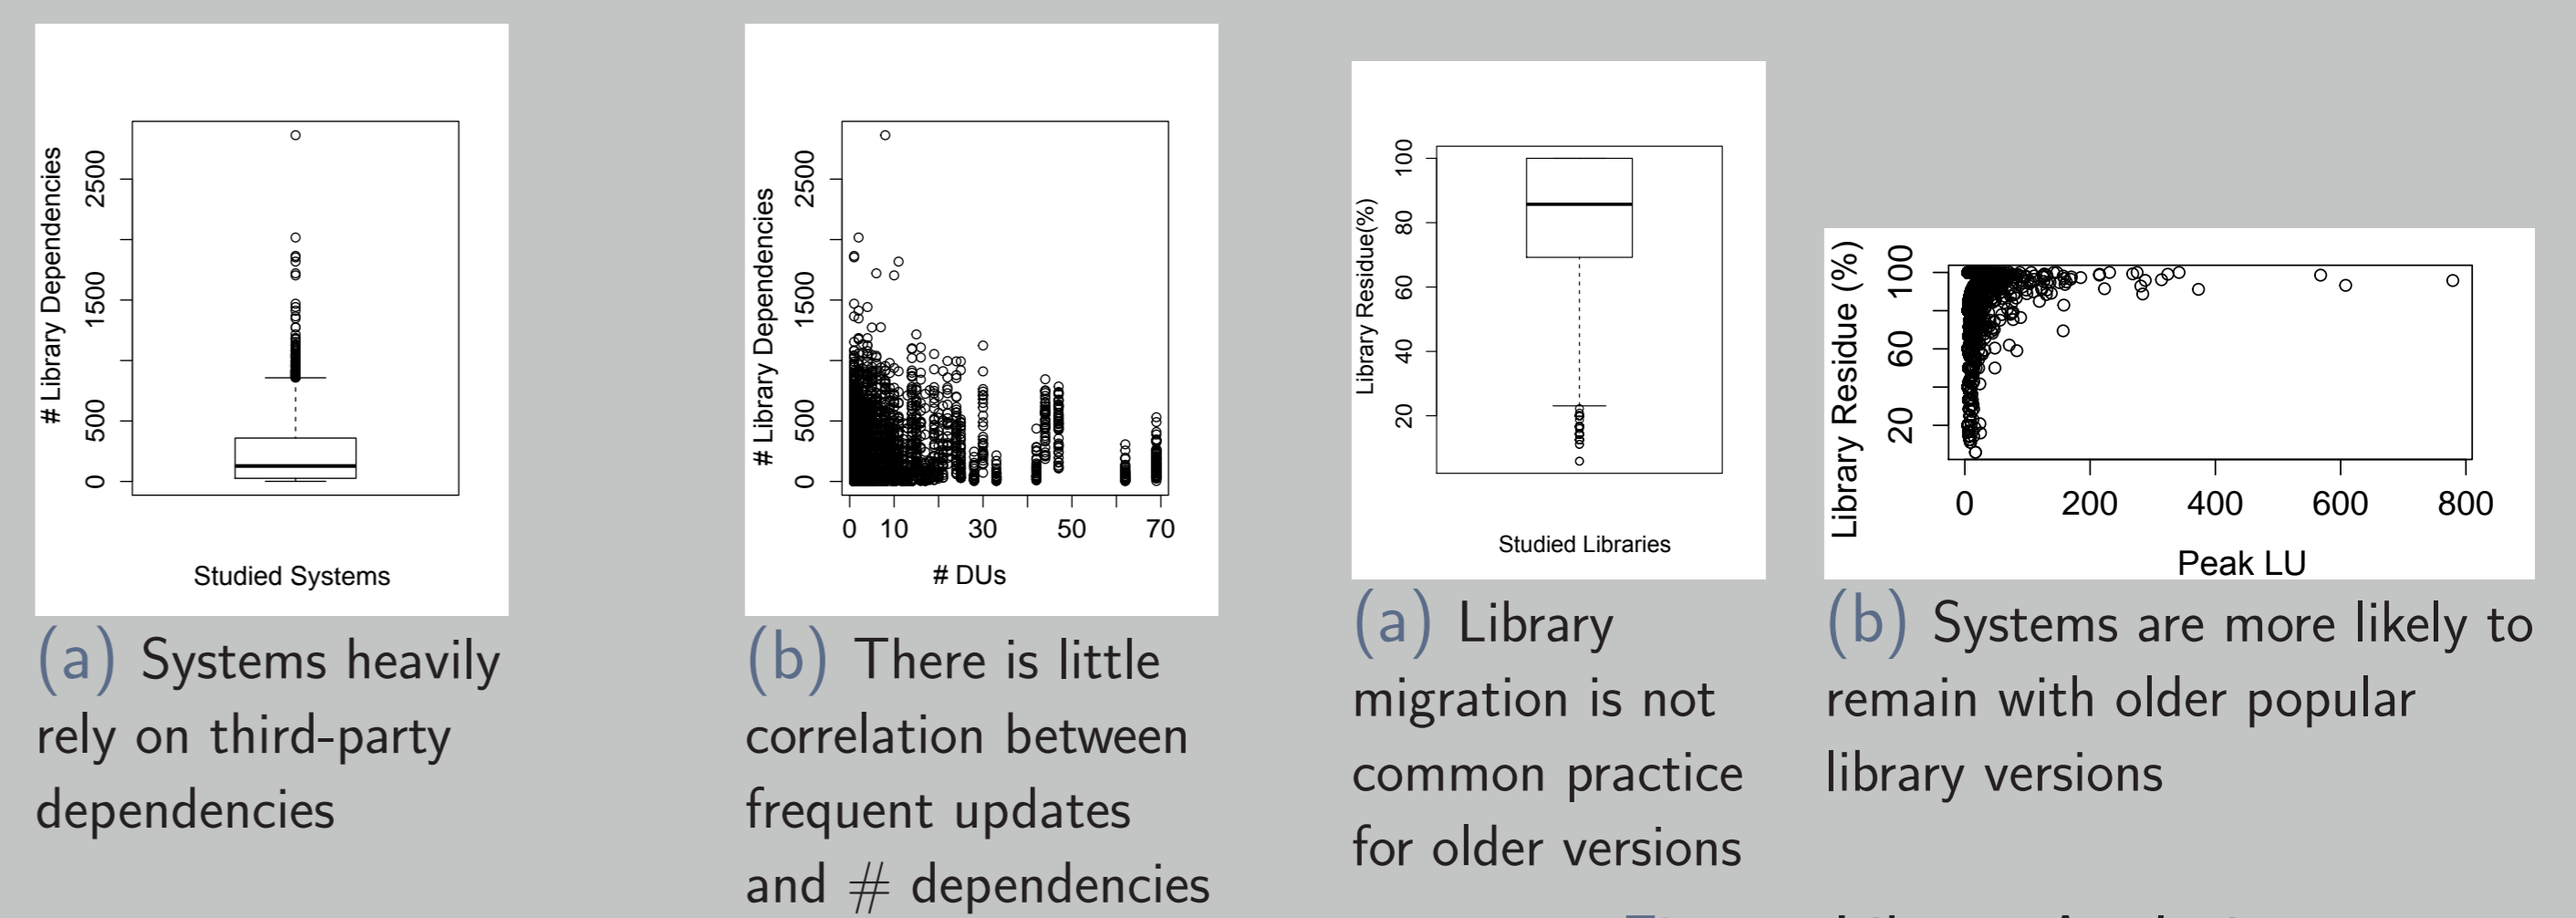 # Library Dependencies
0
500
1500
2500
Studied Systems
(a) Systems heavily
rely on third-party
dependencies
# Library Dependencies
0
500
1500
2500
0 10 30 50 70
# DUs
(b) There is little
correlation between
frequent updates
and # dependencies
Library Residue(%)
20
40
60
80
100
Studied Libraries
(a) Library
migration is not
common practice
for older versions
Library Residue (%)
20
60
100
0 200 400 600 800
Peak LU
(b) Systems are more likely to
remain with older popular
library versions